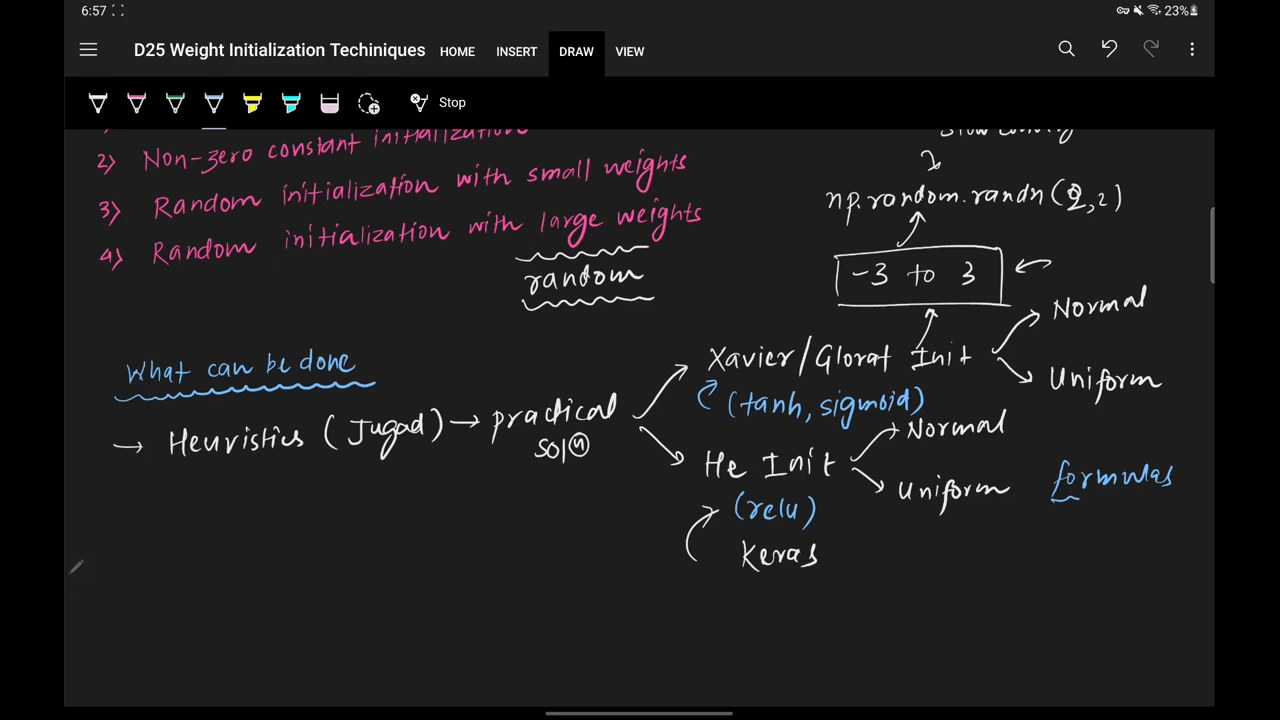 6:57
23%
D25 Weight Initialization Techiniques
HOME
INSERT
DRAW
VIEW
Stop
2) Non-zero constant initialization
3) Random initialization with small weights
4) Random initialization with large weights
random
np.random.randn(2,2)
-3 to 3
What can be done
→ Heuristics (Jugad) → practical
sol(n)
Xavier/Glorat Init
Normal
Uniform
(tanh, sigmoid)
He Init
Normal
Uniform
formulas
(relu)
Keras